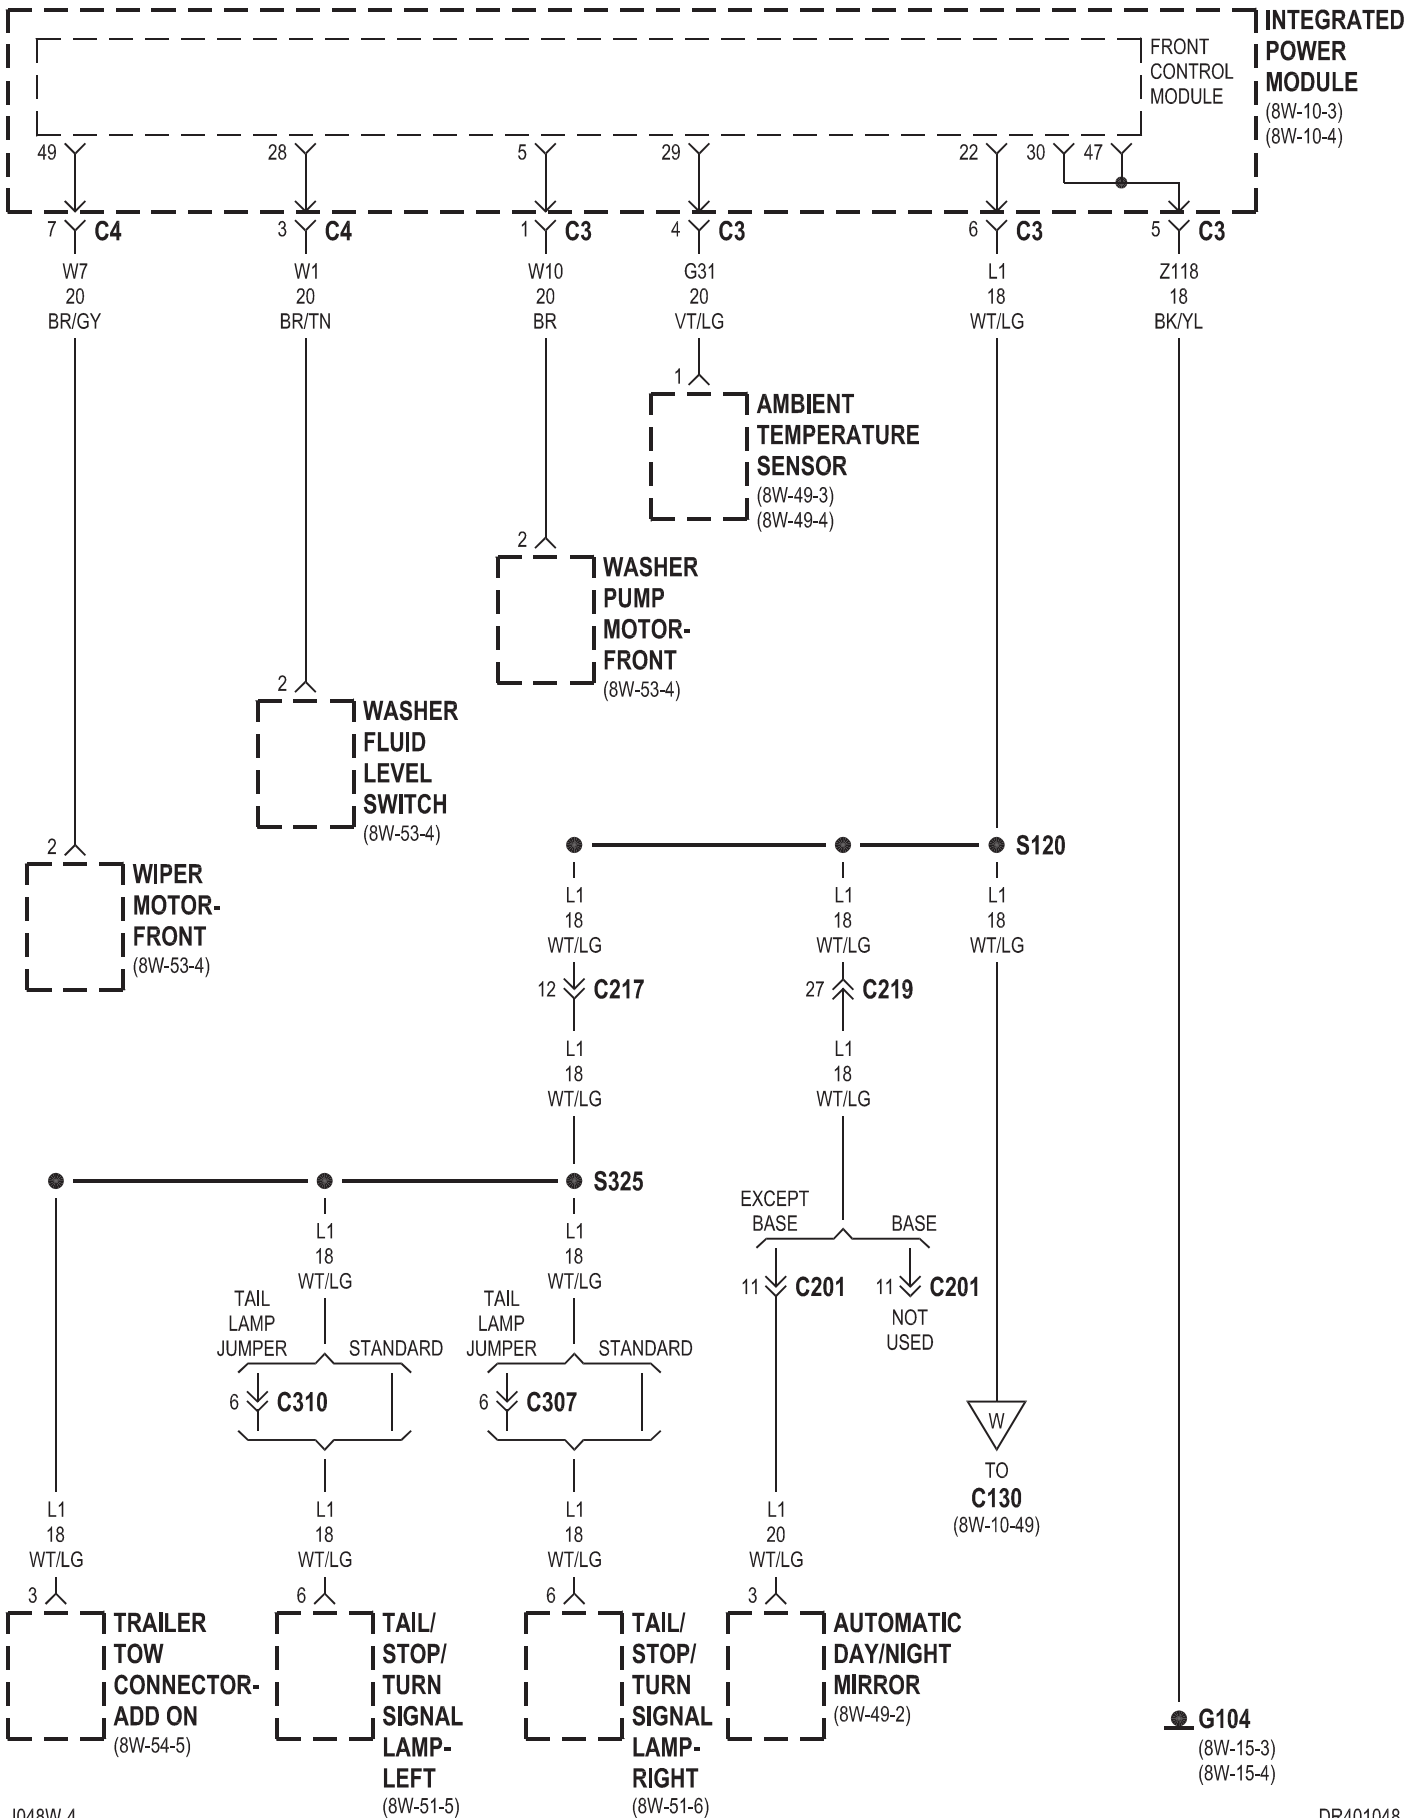 INTEGRATED
POWER
MODULE
(8W-10-3)
(8W-10-4)
FRONT
CONTROL
MODULE
49
28
5
29
22
30
47
7
C4
3
C4
1
C3
4
C3
6
C3
5
C3
W7
20
BR/GY
W1
20
BR/TN
W10
20
BR
G31
20
VT/LG
L1
18
WT/LG
Z118
18
BK/YL
1
AMBIENT
TEMPERATURE
SENSOR
(8W-49-3)
(8W-49-4)
2
WASHER
PUMP
MOTOR-
FRONT
(8W-53-4)
2
WASHER
FLUID
LEVEL
SWITCH
(8W-53-4)
2
WIPER
MOTOR-
FRONT
(8W-53-4)
S120
L1
18
WT/LG
L1
18
WT/LG
L1
18
WT/LG
12
C217
27
C219
L1
18
WT/LG
L1
18
WT/LG
S325
L1
18
WT/LG
L1
18
WT/LG
EXCEPT
BASE
BASE
11
C201
11
C201
NOT
USED
TAIL
LAMP
JUMPER
STANDARD
TAIL
LAMP
JUMPER
STANDARD
6
C310
6
C307
W
TO
C130
(8W-10-49)
L1
18
WT/LG
L1
18
WT/LG
L1
18
WT/LG
L1
20
WT/LG
3
TRAILER
TOW
CONNECTOR-
ADD ON
(8W-54-5)
6
TAIL/
STOP/
TURN
SIGNAL
LAMP-
LEFT
(8W-51-5)
6
TAIL/
STOP/
TURN
SIGNAL
LAMP-
RIGHT
(8W-51-6)
3
AUTOMATIC
DAY/NIGHT
MIRROR
(8W-49-2)
G104
(8W-15-3)
(8W-15-4)
J048W-4
DR401048